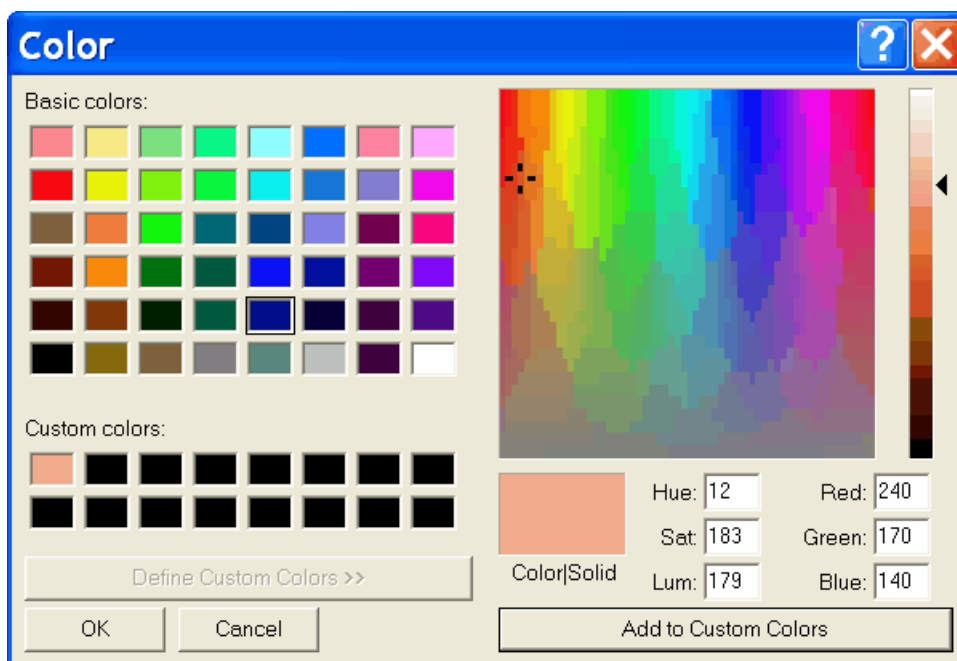 Color
Basic colors:
Custom colors:
Define Custom Colors >>
OK Cancel
Color|Solid
Hue: 12 Red: 240
Sat: 183 Green: 170
Lum: 179 Blue: 140
Add to Custom Colors